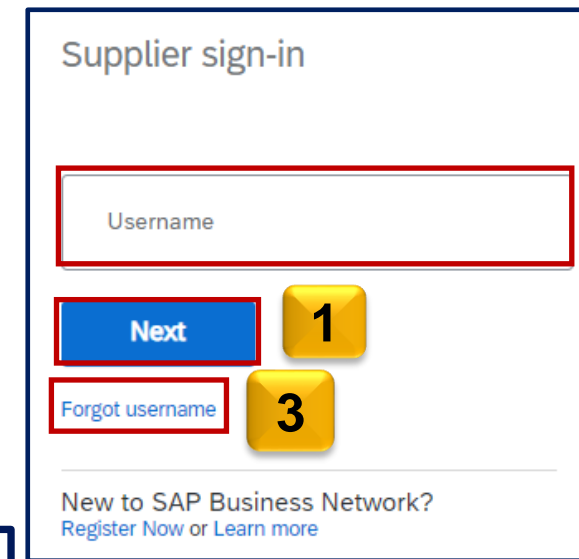 Supplier sign-in
Username
Next
1
Forgot username
3
New to SAP Business Network?
Register Now or Learn more